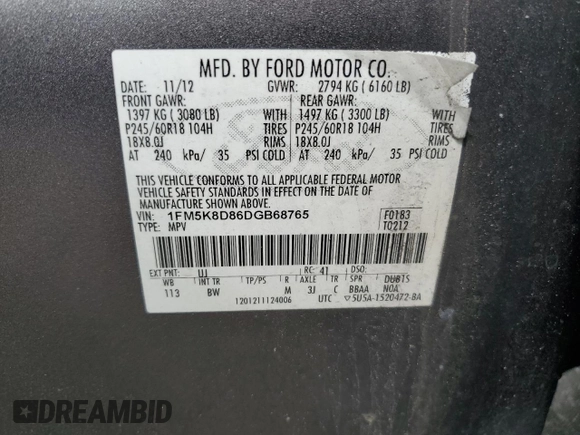 MFD. BY FORD MOTOR CO.
DATE: 11/12 GVWR: 2794 KG ( 6160 LB)
FRONT GAWR: REAR GAWR:
1397 KG ( 3080 LB) WITH 1497 KG ( 3300 LB) WITH
P245/60R18 104H TIRES P245/60R18 104H TIRES
18X8.0J RIMS 18X8.0J RIMS
AT 240 kPa/ 35 PSI COLD AT 240 kPa/ 35 PSI COLD
THIS VEHICLE CONFORMS TO ALL APPLICABLE FEDERAL MOTOR
VEHICLE SAFETY STANDARDS IN EFFECT ON THE DATE OF
MANUFACTURE SHOWN ABOVE.
VIN: 1FM5K8D86DGB68765 F0183
TYPE: MPV T0212
EXT PNT: UJ RC: 41 DSO:
WB INT TR TP/PS R AXLE TR SPR DUB15
113 BW M 3J C BBAA NOA
1201211124006 UTC ▽5U5A-1520472-BA
DREAMBID